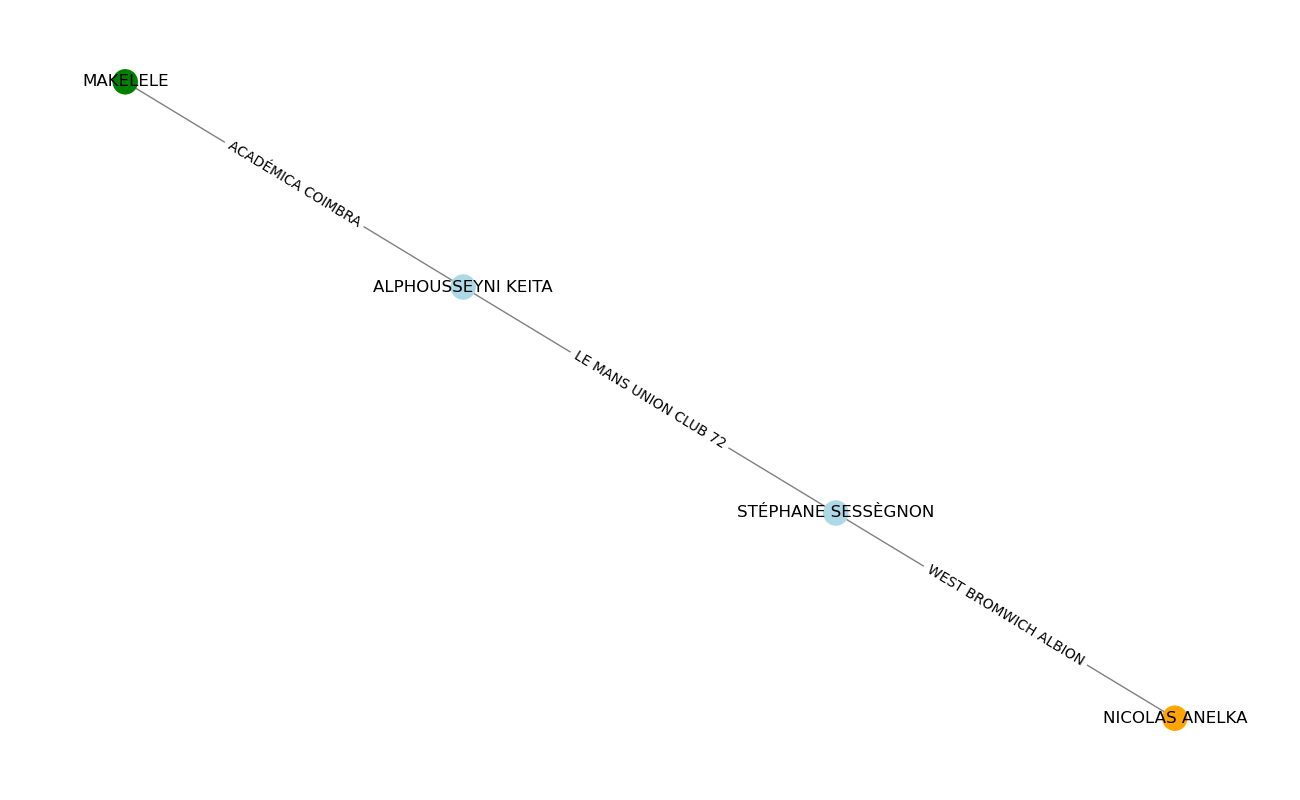 MAKELELE
ACADÉMICA COIMBRA
ALPHOUSSEYNI KEITA
LE MANS UNION CLUB 72
STÉPHANE SESSÈGNON
WEST BROMWICH ALBION
NICOLAS ANELKA